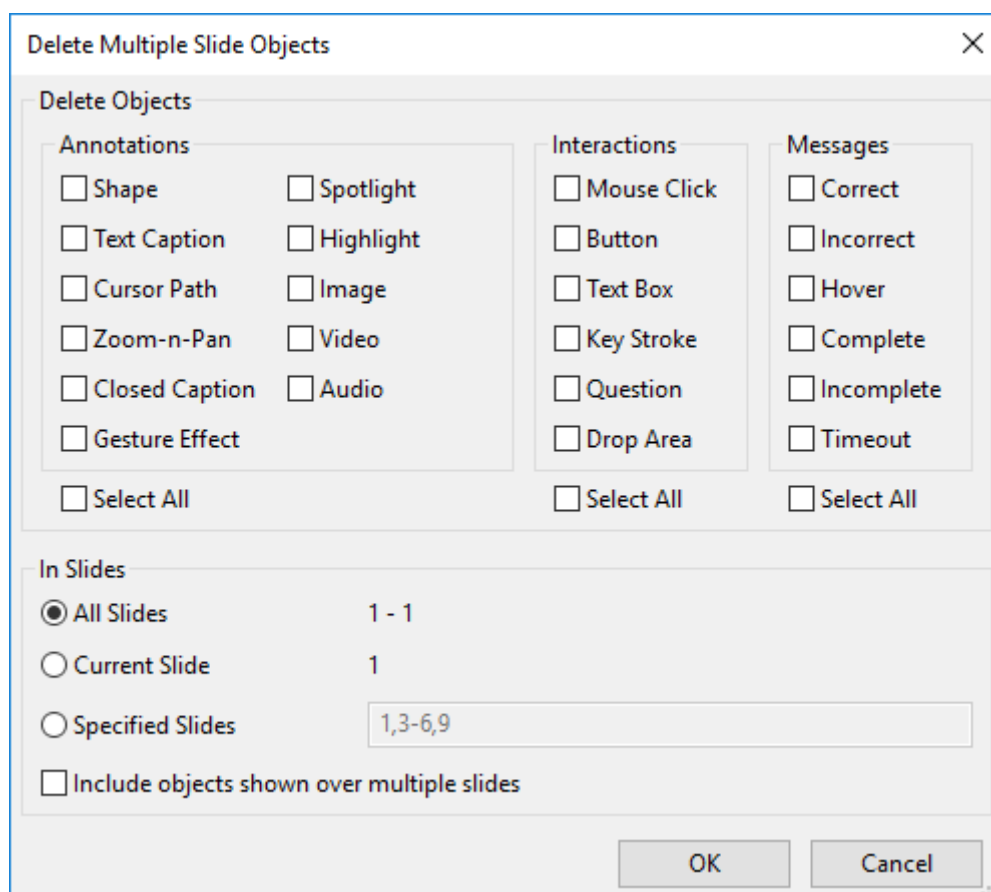 Delete Multiple Slide Objects
Delete Objects
Annotations
Shape
Text Caption
Cursor Path
Zoom-n-Pan
Closed Caption
Gesture Effect
Spotlight
Highlight
Image
Video
Audio
Select All
Interactions
Mouse Click
Button
Text Box
Key Stroke
Question
Drop Area
Select All
Messages
Correct
Incorrect
Hover
Complete
Incomplete
Timeout
Select All
In Slides
All Slides 1 - 1
Current Slide 1
Specified Slides 1,3-6,9
Include objects shown over multiple slides
OK Cancel